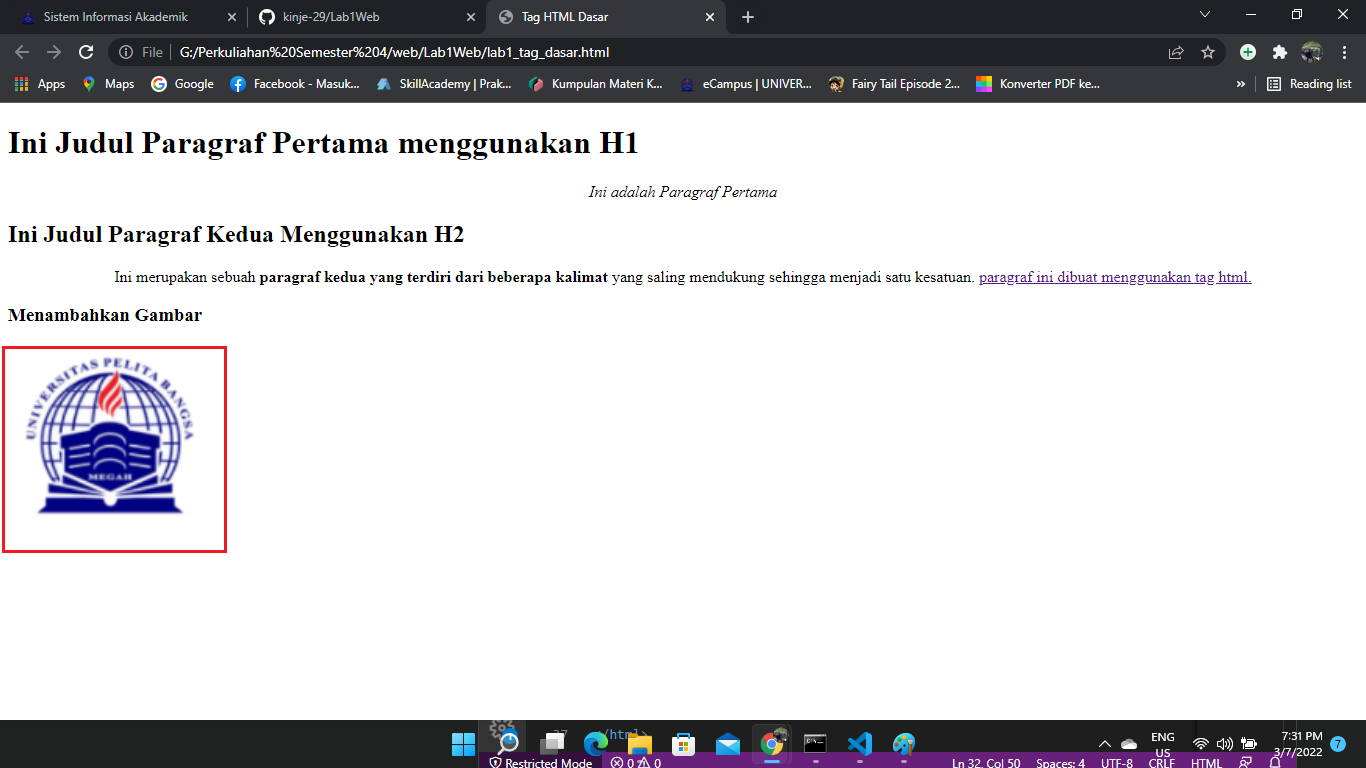 Sistem Informasi Akademik
kinje-29/Lab1Web
Tag HTML Dasar
File
G:/Perkuliahan%20Semester%204/web/Lab1Web/lab1_tag_dasar.html
Apps
Maps
Google
Facebook - Masuk...
SkillAcademy | Prak...
Kumpulan Materi K...
eCampus | UNIVER...
Fairy Tail Episode 2...
Konverter PDF ke...
»
Reading list
Ini Judul Paragraf Pertama menggunakan H1
Ini adalah Paragraf Pertama
Ini Judul Paragraf Kedua Menggunakan H2
Ini merupakan sebuah paragraf kedua yang terdiri dari beberapa kalimat yang saling mendukung sehingga menjadi satu kesatuan. paragraf ini dibuat menggunakan tag html.
Menambahkan Gambar
UNIVERSITAS PELITA BANGSA
MEGAH
37 </html>
ENG
US
7:31 PM
3/7/2022
7
Restricted Mode
0
0
Ln 32, Col 50
Spaces: 4
UTF-8
CRLF
HTML